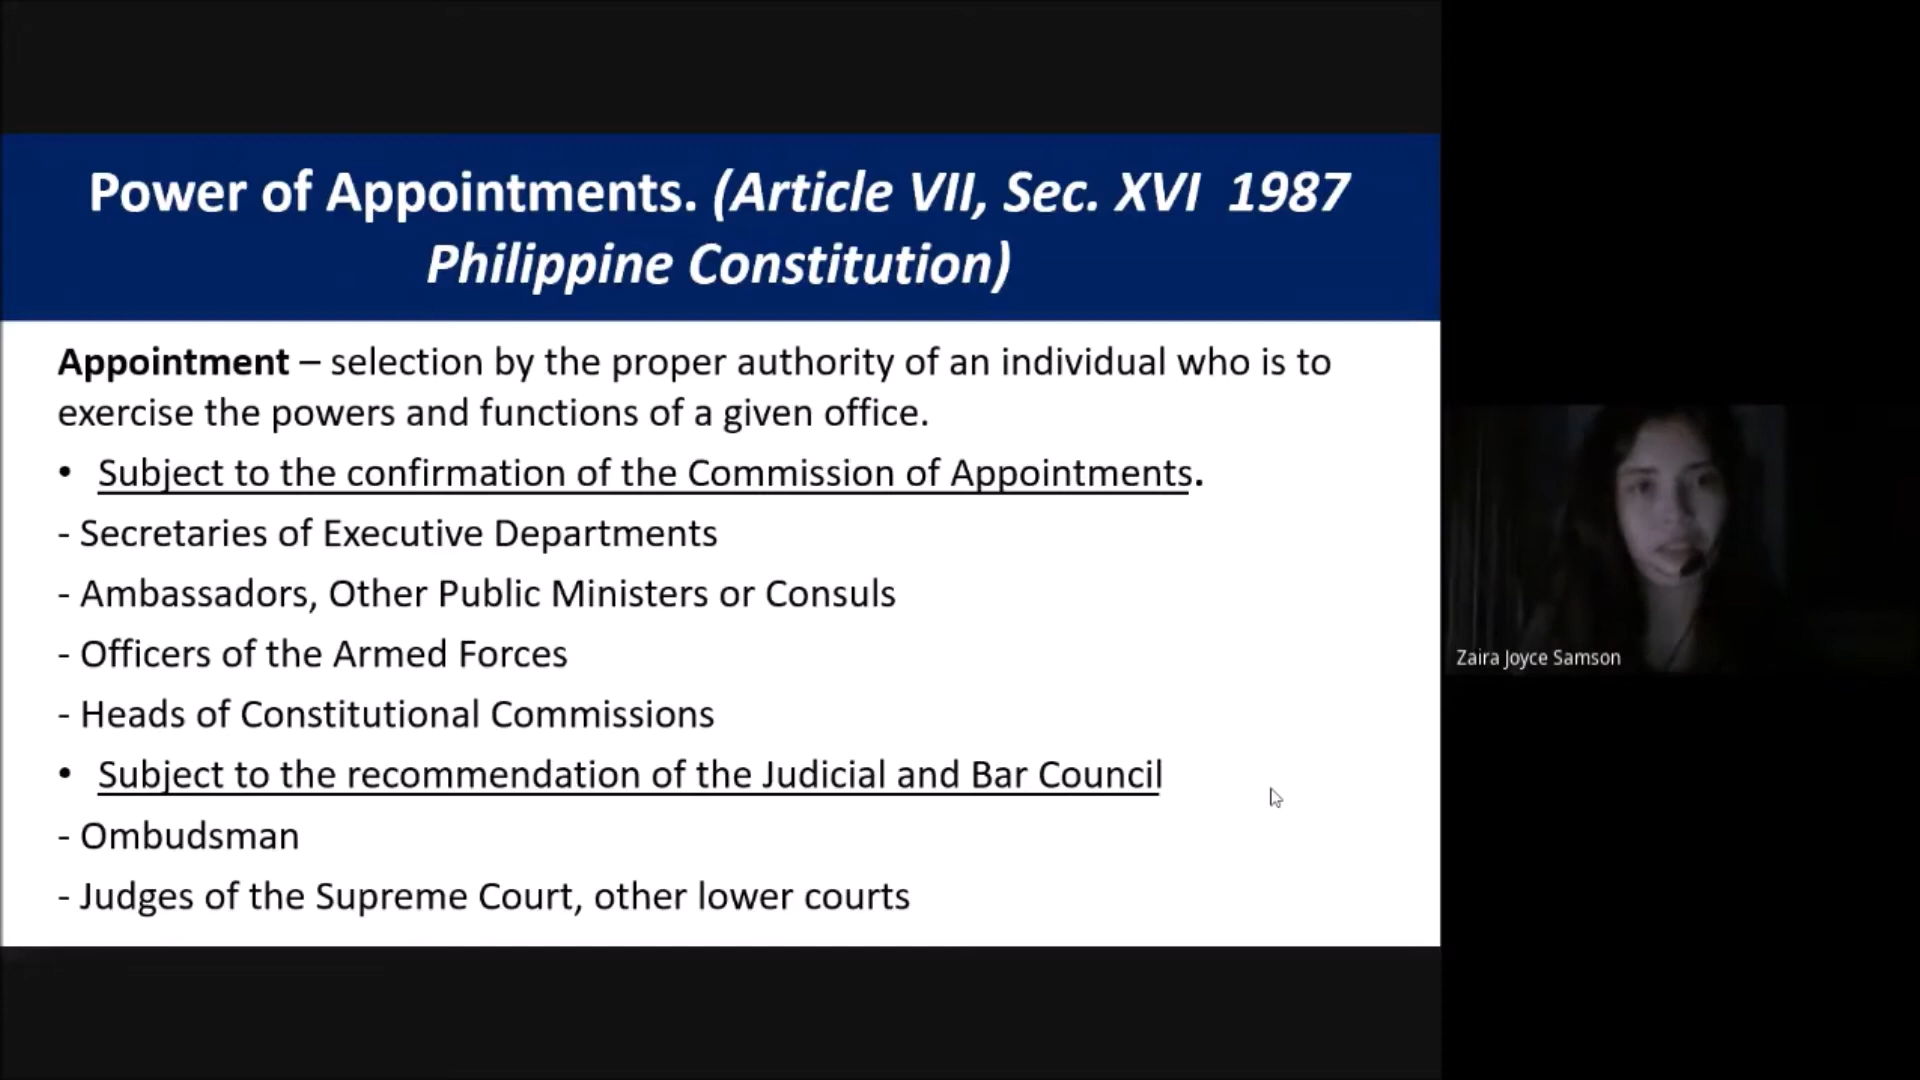 Power of Appointments. (Article VII, Sec. XVI 1987
Philippine Constitution)
Appointment – selection by the proper authority of an individual who is to
exercise the powers and functions of a given office.
• Subject to the confirmation of the Commission of Appointments.
- Secretaries of Executive Departments
- Ambassadors, Other Public Ministers or Consuls
- Officers of the Armed Forces
- Heads of Constitutional Commissions
• Subject to the recommendation of the Judicial and Bar Council
- Ombudsman
- Judges of the Supreme Court, other lower courts
Zaira Joyce Samson